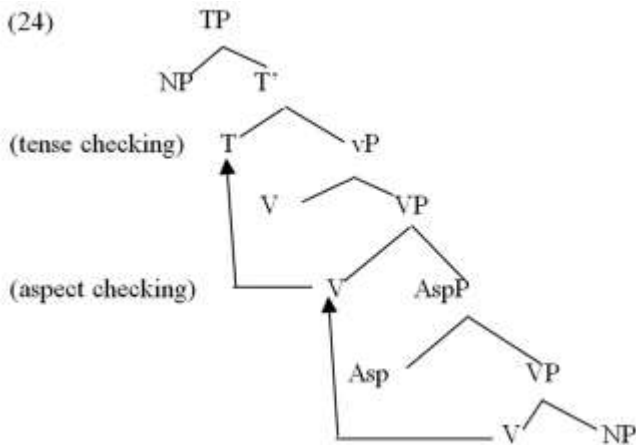 (24) TP
NP T'
(tense checking) T vP
V VP
(aspect checking) V AspP
Asp VP
V NP